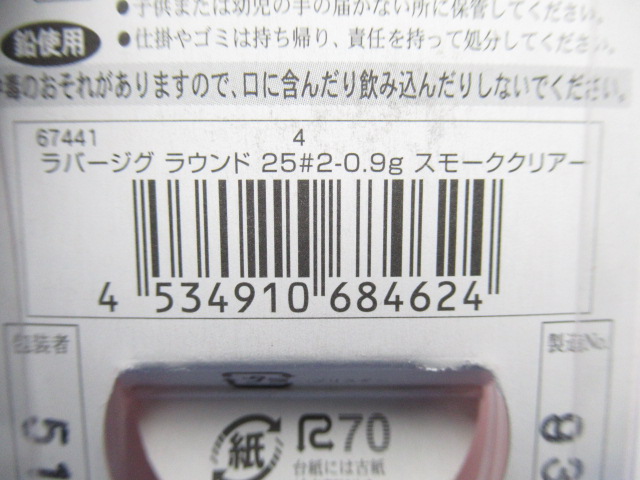 ●子供または幼児の手の届かない所に保管してください。
鉛使用
●仕掛やゴミは持ち帰り、責任を持って処分してください。
中毒のおそれがありますので、口に含んだり飲み込んだりしないでください。
67441 4
ラバージグ ラウンド 25#2-0.9g スモーククリアー
4 534910 684624
包装者
製造No.
51
紙
R70
台紙には古紙